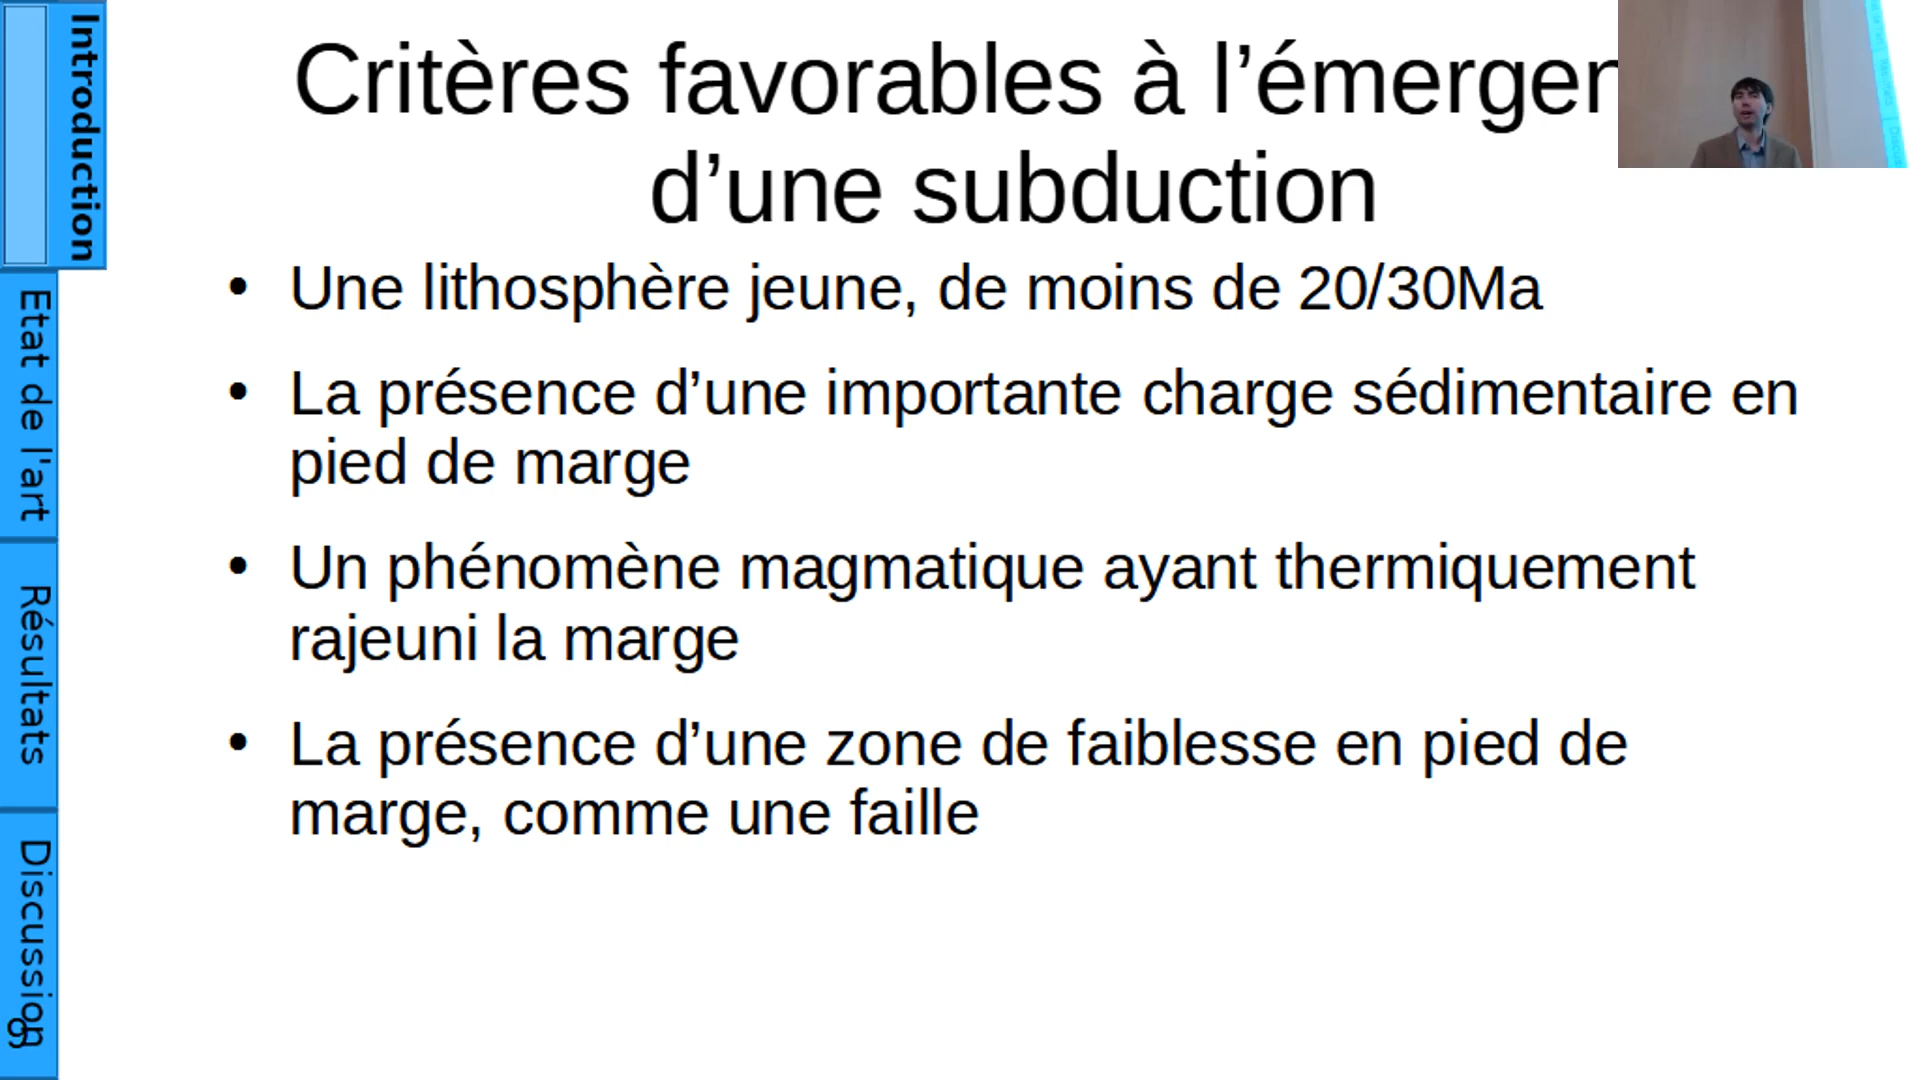 Introduction
Etat de l'art
Résultats
Discussion
9
Critères favorables à l’émergen
d’une subduction
• Une lithosphère jeune, de moins de 20/30Ma
• La présence d’une importante charge sédimentaire en
pied de marge
• Un phénomène magmatique ayant thermiquement
rajeuni la marge
• La présence d’une zone de faiblesse en pied de
marge, comme une faille